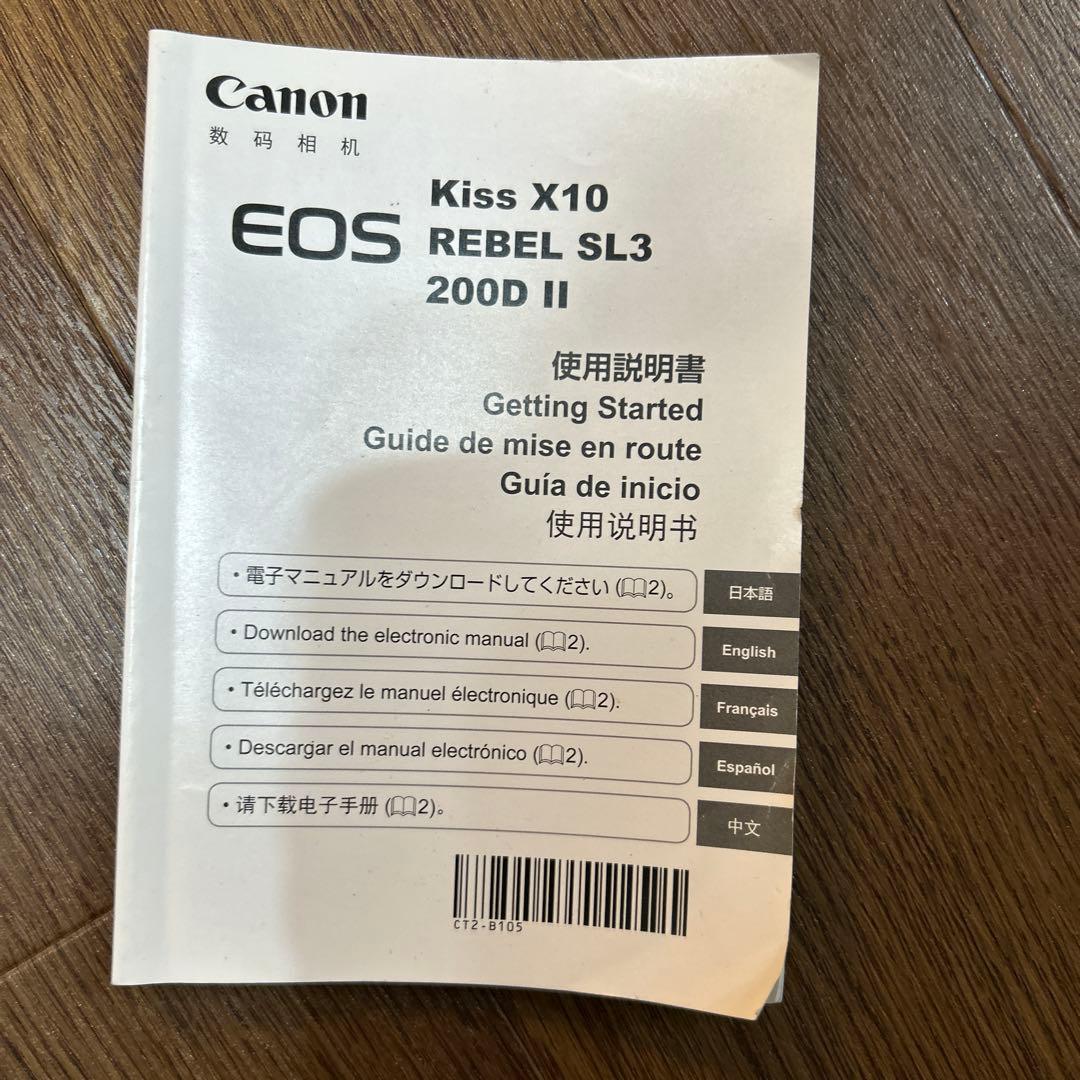 Canon
数码相机
EOS
Kiss X10
REBEL SL3
200D II
使用説明書
Getting Started
Guide de mise en route
Guía de inicio
使用说明书
・電子マニュアルをダウンロードしてください (📖2)。 日本語
• Download the electronic manual (📖2). English
• Téléchargez le manuel électronique (📖2). Français
• Descargar el manual electrónico (📖2). Español
• 请下载电子手册 (📖2)。 中文
CT2-B105